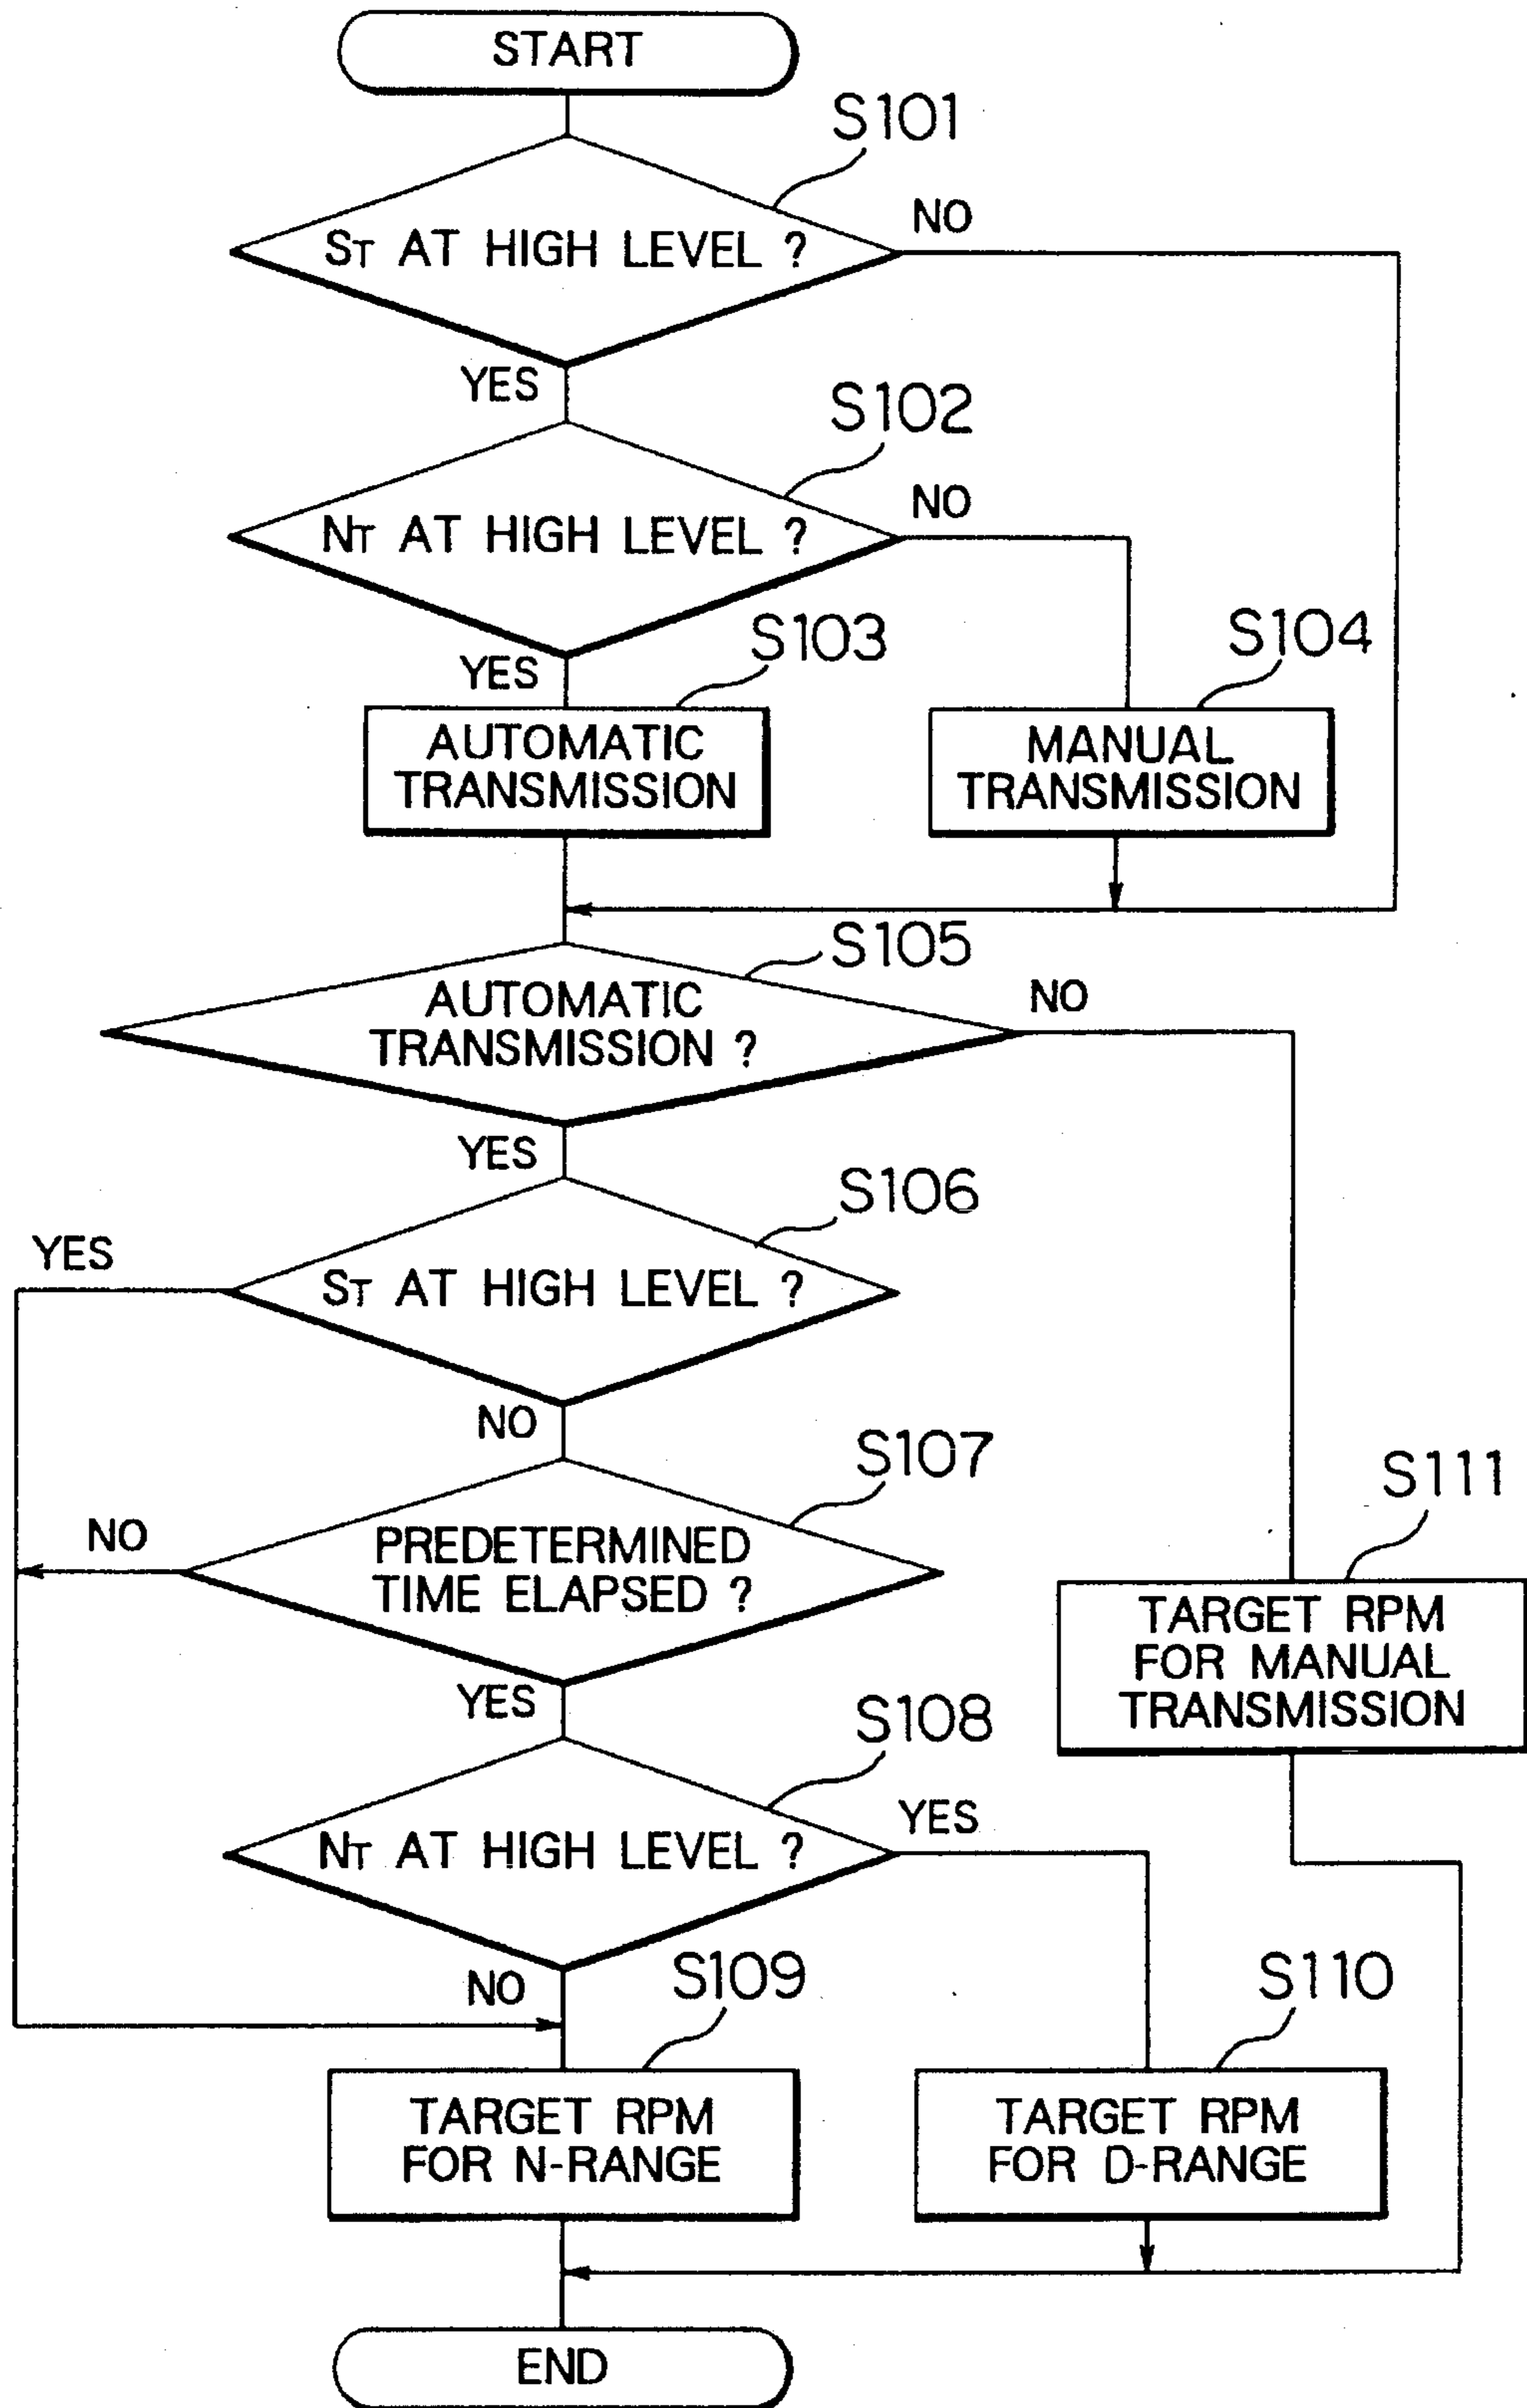 START
S101
ST AT HIGH LEVEL ?
NO
YES
S102
NT AT HIGH LEVEL ?
NO
YES
S103
S104
AUTOMATIC
TRANSMISSION
MANUAL
TRANSMISSION
S105
AUTOMATIC
TRANSMISSION ?
NO
YES
S106
YES
ST AT HIGH LEVEL ?
NO
S107
NO
PREDETERMINED
TIME ELAPSED ?
YES
S111
TARGET RPM
FOR MANUAL
TRANSMISSION
S108
NT AT HIGH LEVEL ?
YES
NO
S109
S110
TARGET RPM
FOR N-RANGE
TARGET RPM
FOR D-RANGE
END